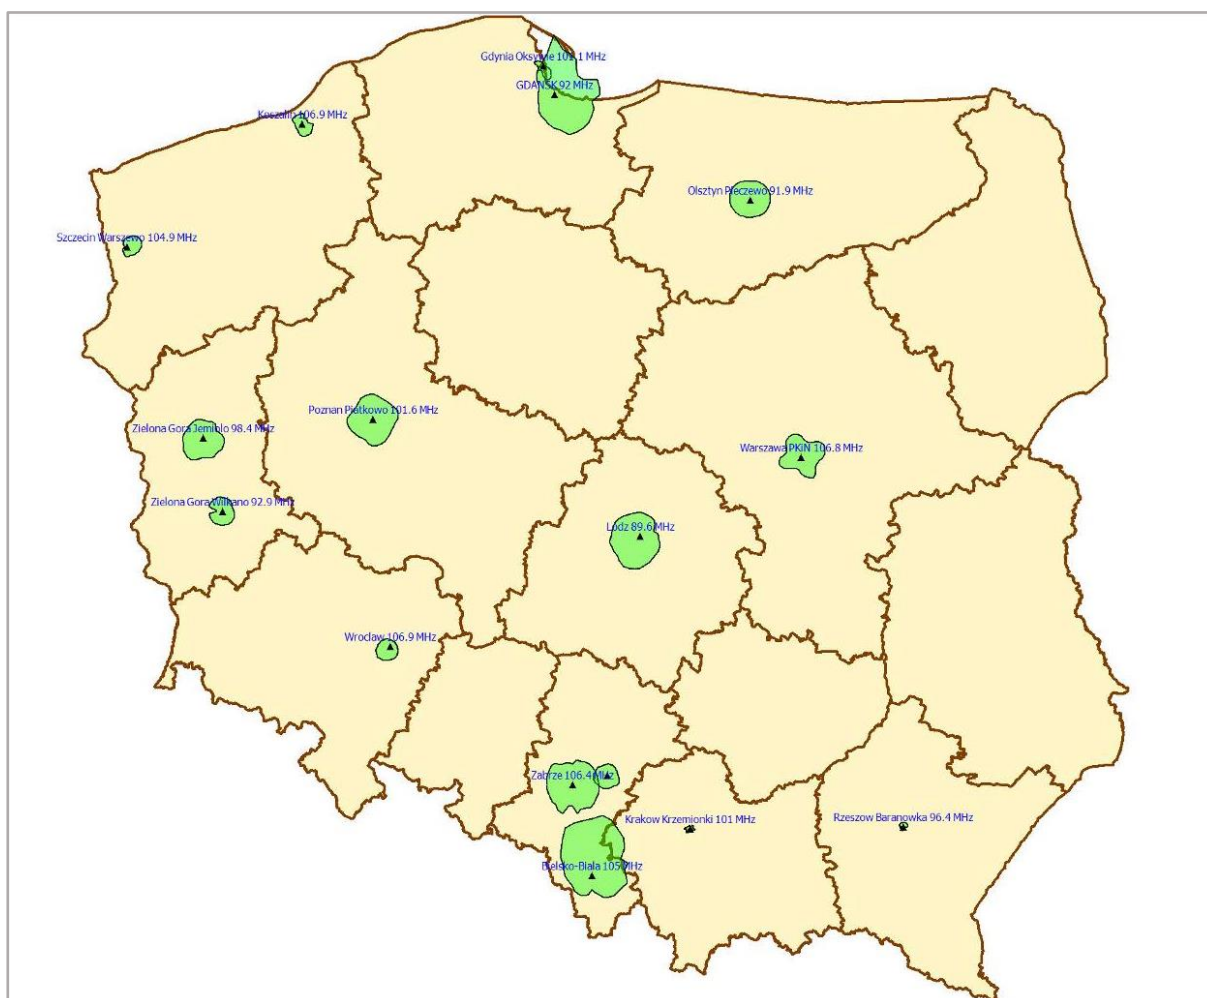 Gdynia Oksywie 101.1 MHz
GDANSK 92 MHz
Koszalin 106.9 MHz
Olsztyn Pieczewo 91.9 MHz
Szczecin Warszewo 104.9 MHz
Poznan Piatkowo 101.6 MHz
Zielona Gora Jemiolo 98.4 MHz
Warszawa PKiN 106.8 MHz
Zielona Gora Wilkano 92.9 MHz
Lodz 89.6 MHz
Wroclaw 106.9 MHz
Zabrze 106.4 MHz
Krakow Krzemionki 101 MHz
Rzeszow Baranowka 96.4 MHz
Bielsko-Biala 105 MHz